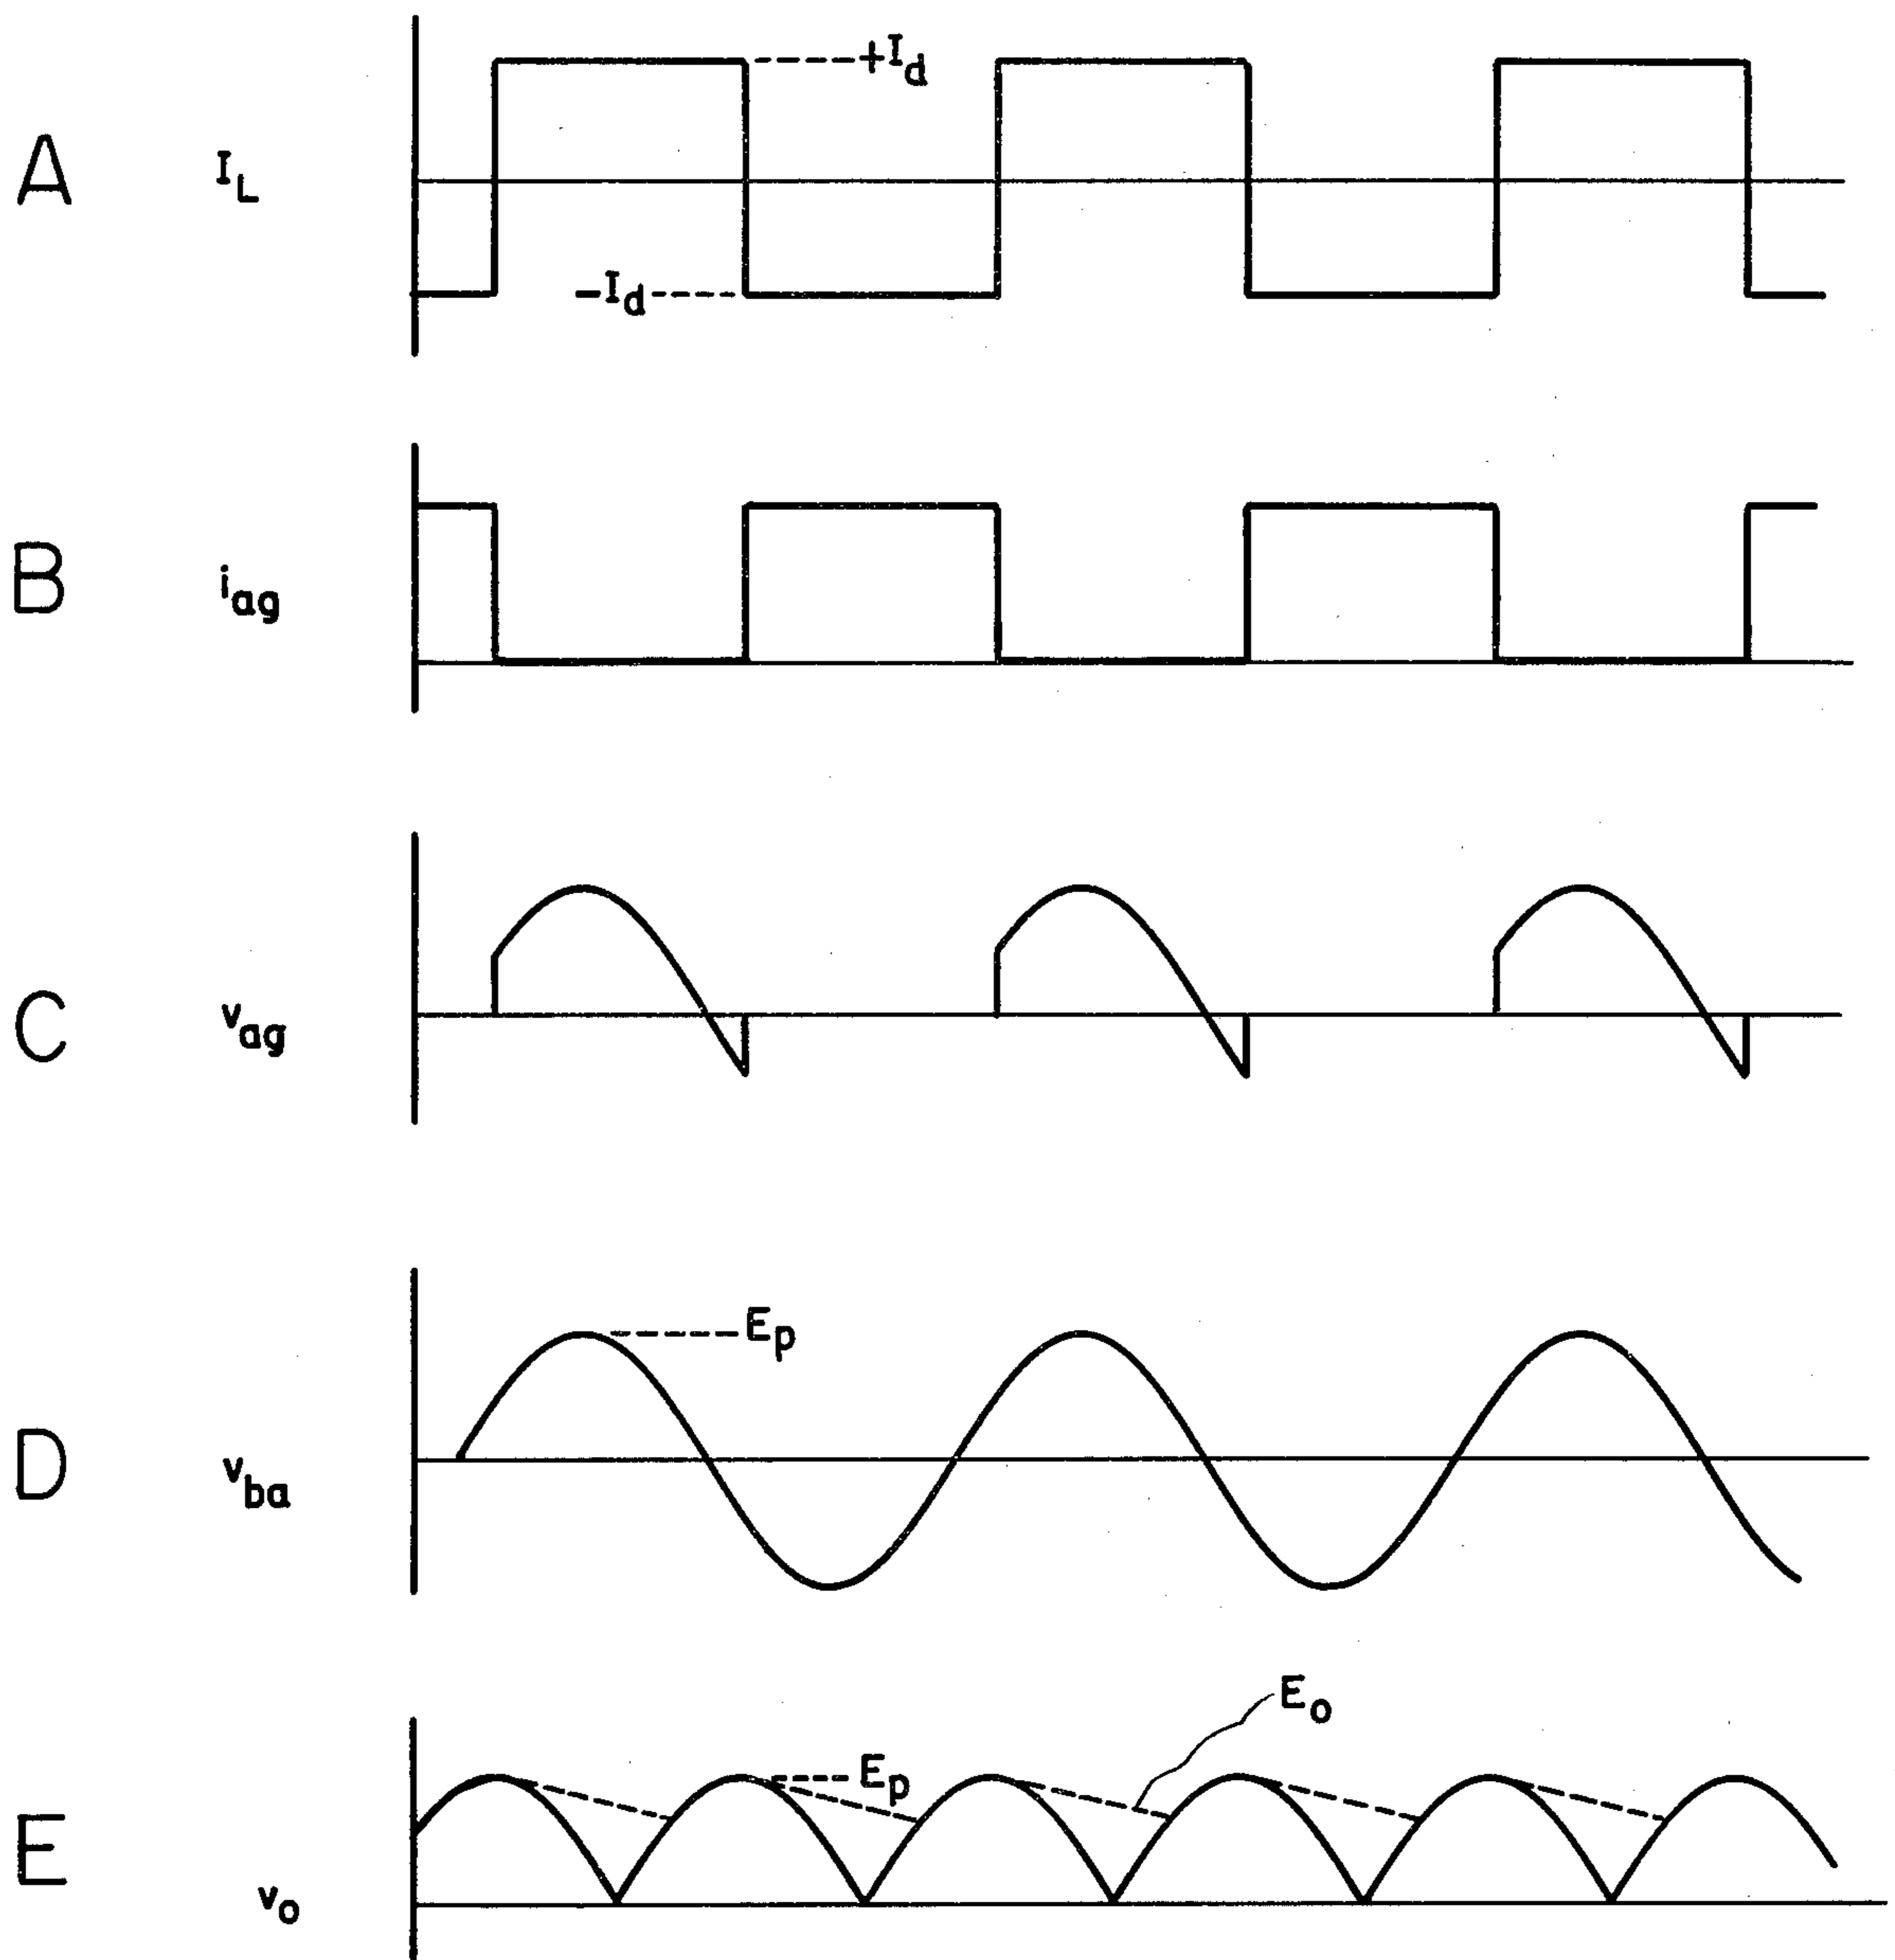 A
I_L
+I_d
-I_d
B
i_ag
C
v_ag
D
v_ba
E_p
E
v_o
E_p
E_o